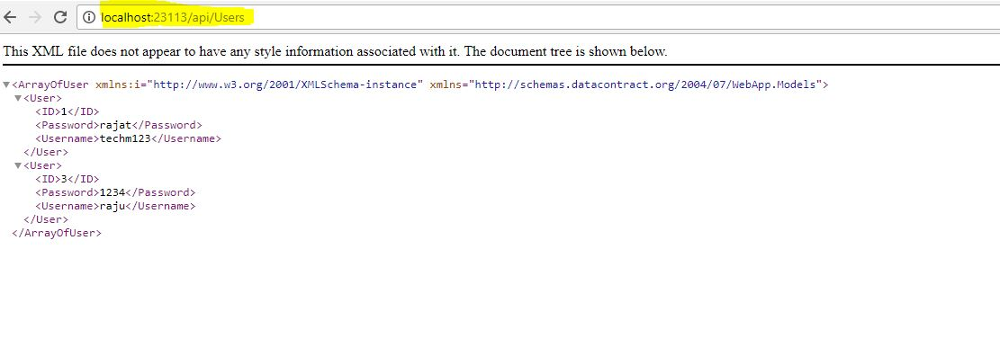 localhost:23113/api/Users
This XML file does not appear to have any style information associated with it. The document tree is shown below.
<ArrayOfUser xmlns:i="http://www.w3.org/2001/XMLSchema-instance" xmlns="http://schemas.datacontract.org/2004/07/WebApp.Models">
<User>
<ID>1</ID>
<Password>rajat</Password>
<Username>techm123</Username>
</User>
<User>
<ID>3</ID>
<Password>1234</Password>
<Username>raju</Username>
</User>
</ArrayOfUser>